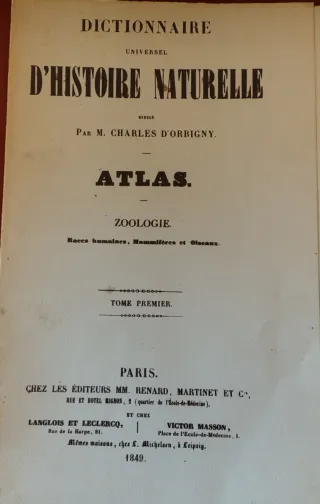 DICTIONNAIRE
UNIVERSEL
D'HISTOIRE NATURELLE
DIRIGÉ
PAR M. CHARLES D'ORBIGNY.
ATLAS.
ZOOLOGIE.
Races humaines, Mammifères et Oiseaux.
TOME PREMIER.
PARIS.
CHEZ LES ÉDITEURS MM. RENARD, MARTINET ET Cie,
RUE ET HOTEL MIGNON, 2 (quartier de l'École-de-Médecine),
ET CHEZ
LANGLOIS ET LECLERCQ,
Rue de la Harpe, 81.
VICTOR MASSON,
Place de l'École-de-Médecine, 1.
Mêmes maisons, chez L. Michelsen, à Leipzig.
1849.